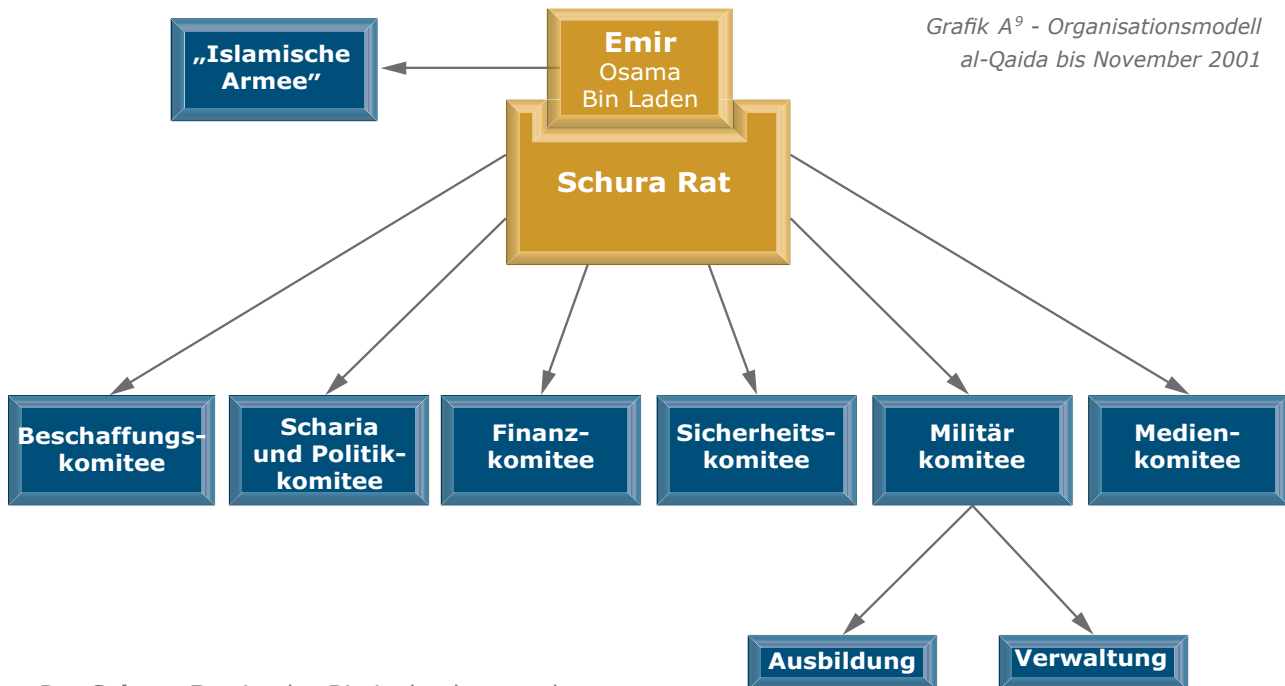 Grafik A⁹ - Organisationsmodell
al-Qaida bis November 2001
„Islamische
Armee”
Emir
Osama
Bin Laden
Schura Rat
Beschaffungs-
komitee
Scharia
und Politik-
komitee
Finanz-
komitee
Sicherheits-
komitee
Militär
komitee
Medien-
komitee
Ausbildung
Verwaltung